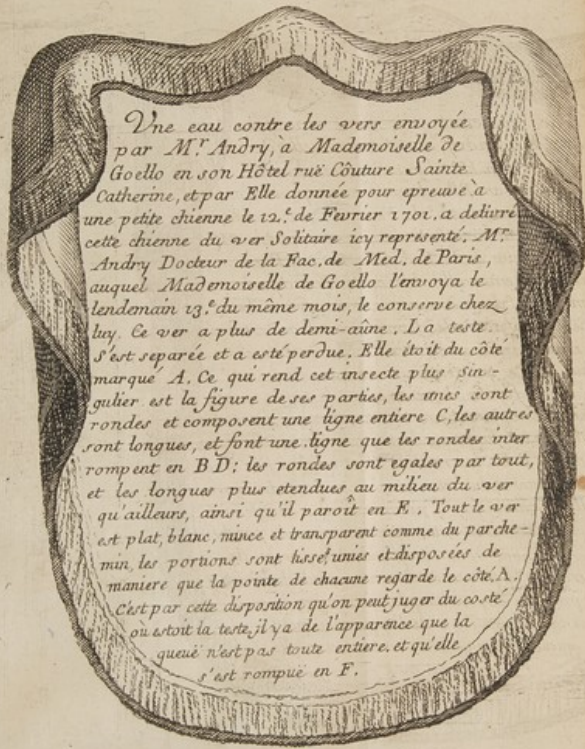 Une eau contre les vers envoyée
par M.r Andry, à Mademoiselle de
Goello en son Hôtel ruë Côuture Sainte
Catherine, et par Elle donnée pour epreuve à
une petite chienne le 12.e de Fevrier 1701. a delivré
cette chienne du ver Solitaire icy representé. M.r
Andry Docteur de la Fac. de Med. de Paris,
auquel Mademoiselle de Goello l'envoya le
lendemain 13.e du même mois, le conserve chez
luy. Ce ver a plus de demi-aûne. La teste
s'est separée et a esté perdue. Elle étoit du côté
marqué A. Ce qui rend cet insecte plus sin-
gulier est la figure de ses parties, les unes sont
rondes et composent une ligne entiere C, les autres
sont longues, et font une ligne que les rondes inter
rompent en B D; les rondes sont egales par tout,
et les longues plus etendues au milieu du ver
qu'ailleurs, ainsi qu'il paroît en E. Tout le ver
est plat, blanc, mince et transparent comme du parche-
min, les portions sont lisses, unies et disposées de
maniere que la pointe de chacune regarde le côté A.
C'est par cette disposition qu'on peut juger du costé
où estoit la teste, il y a de l'apparence que la
queuë n'est pas toute entiere, et qu'elle
s'est rompuë en F.